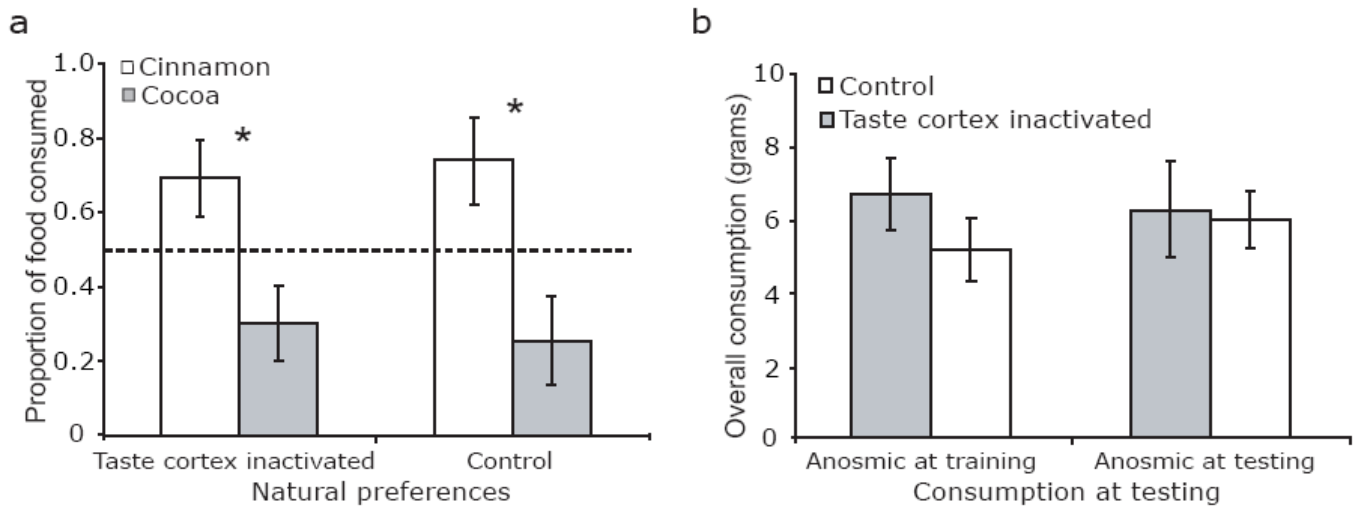 a
Proportion of food consumed
1.0
0.8
0.6
0.4
0.2
0
Cinnamon
Cocoa
*
*
Taste cortex inactivated
Control
Natural preferences
b
Overall consumption (grams)
10
8
6
4
2
0
Control
Taste cortex inactivated
Anosmic at training
Anosmic at testing
Consumption at testing